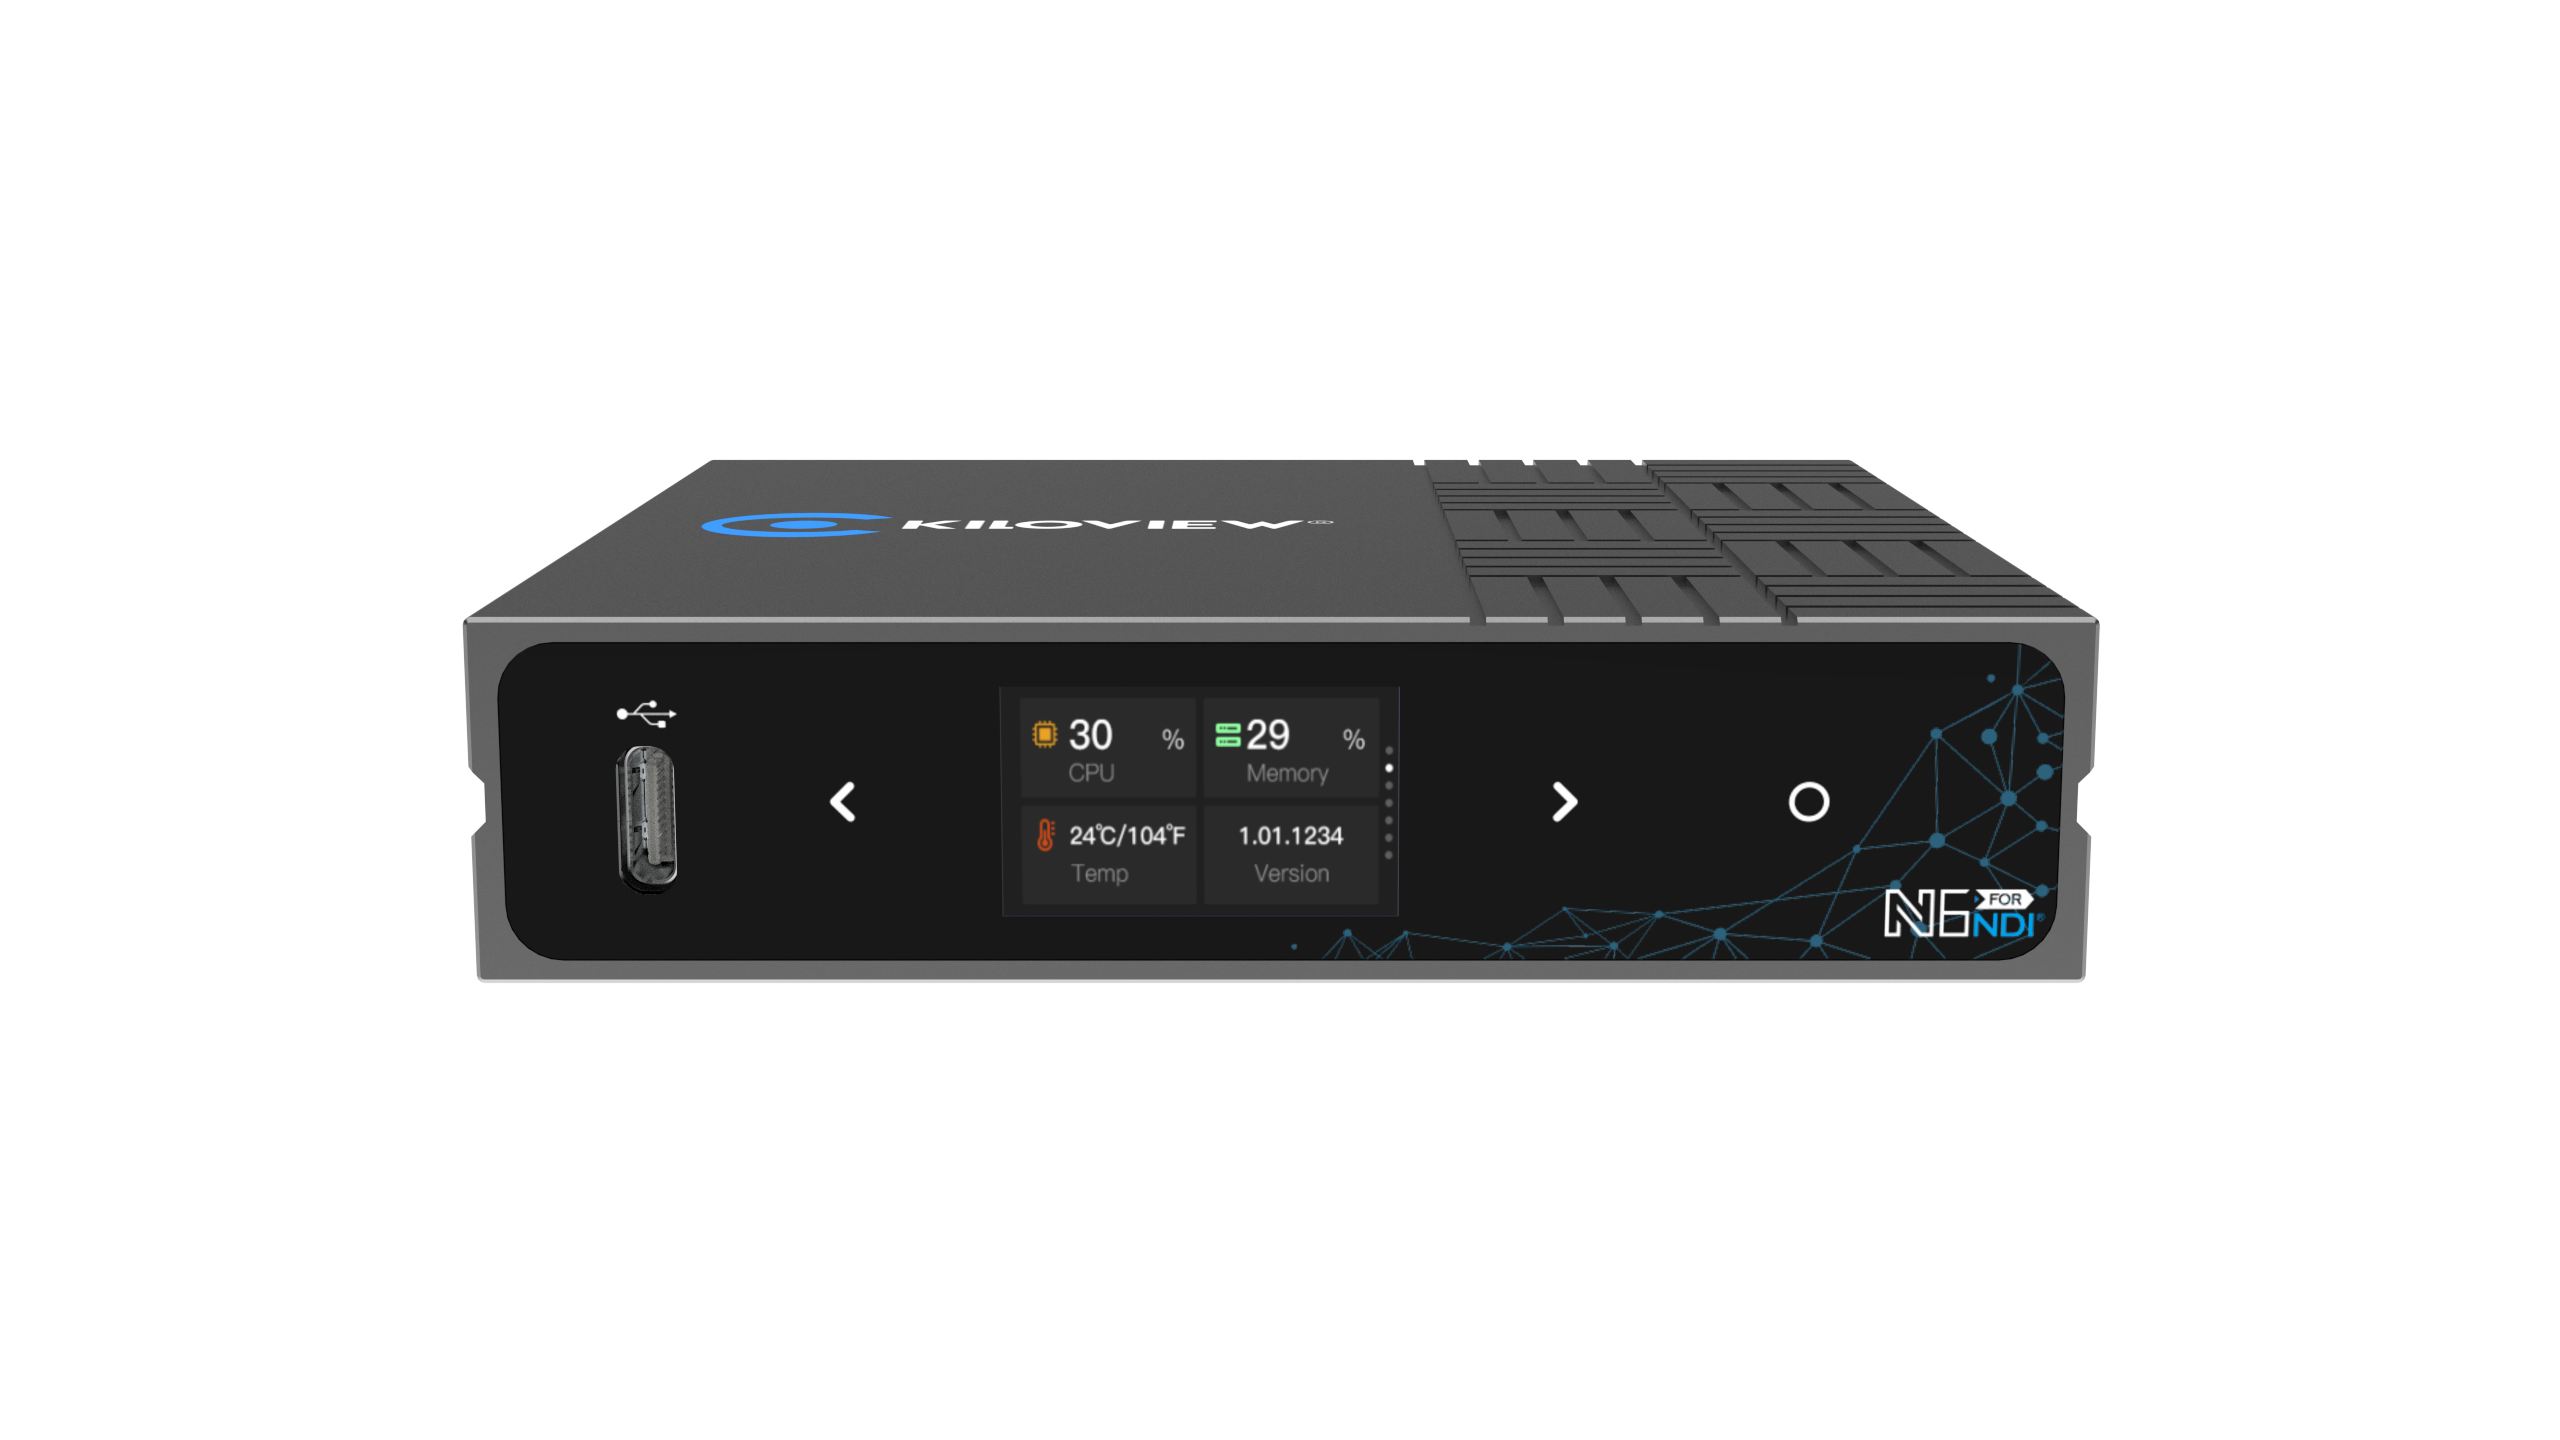 KILOVIEW®
30 %
CPU
29 %
Memory
24℃/104℉
Temp
1.01.1234
Version
N6 FOR NDI®